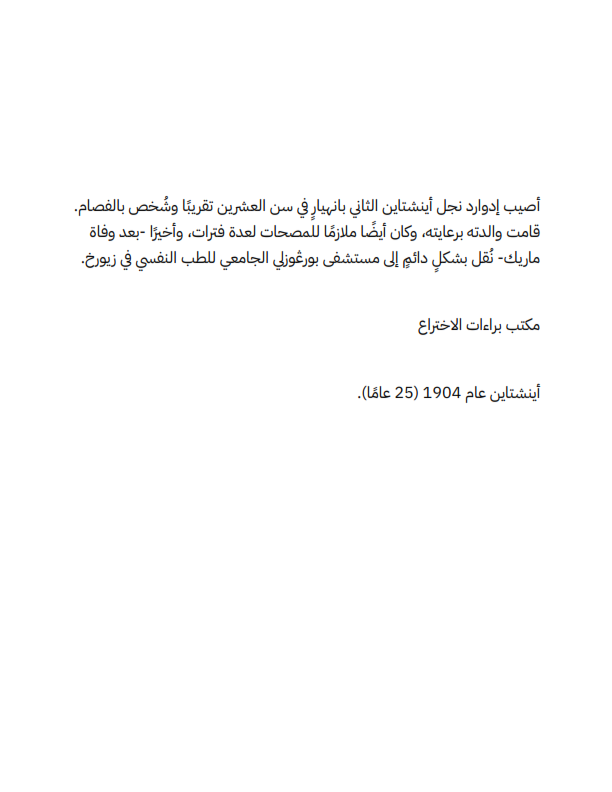 أصيب إدوارد نجل أينشتاين الثاني بانهيارٍ في سن العشرين تقريبًا وشُخص بالفصام.
قامت والدته برعايته، وكان أيضًا ملازمًا للمصحات لعدة فترات، وأخيرًا -بعد وفاة
ماريك- نُقل بشكلٍ دائمٍ إلى مستشفى بورڠوزلي الجامعي للطب النفسي في زيورخ.
مكتب براءات الاختراع
أينشتاين عام 1904 (25 عامًا).